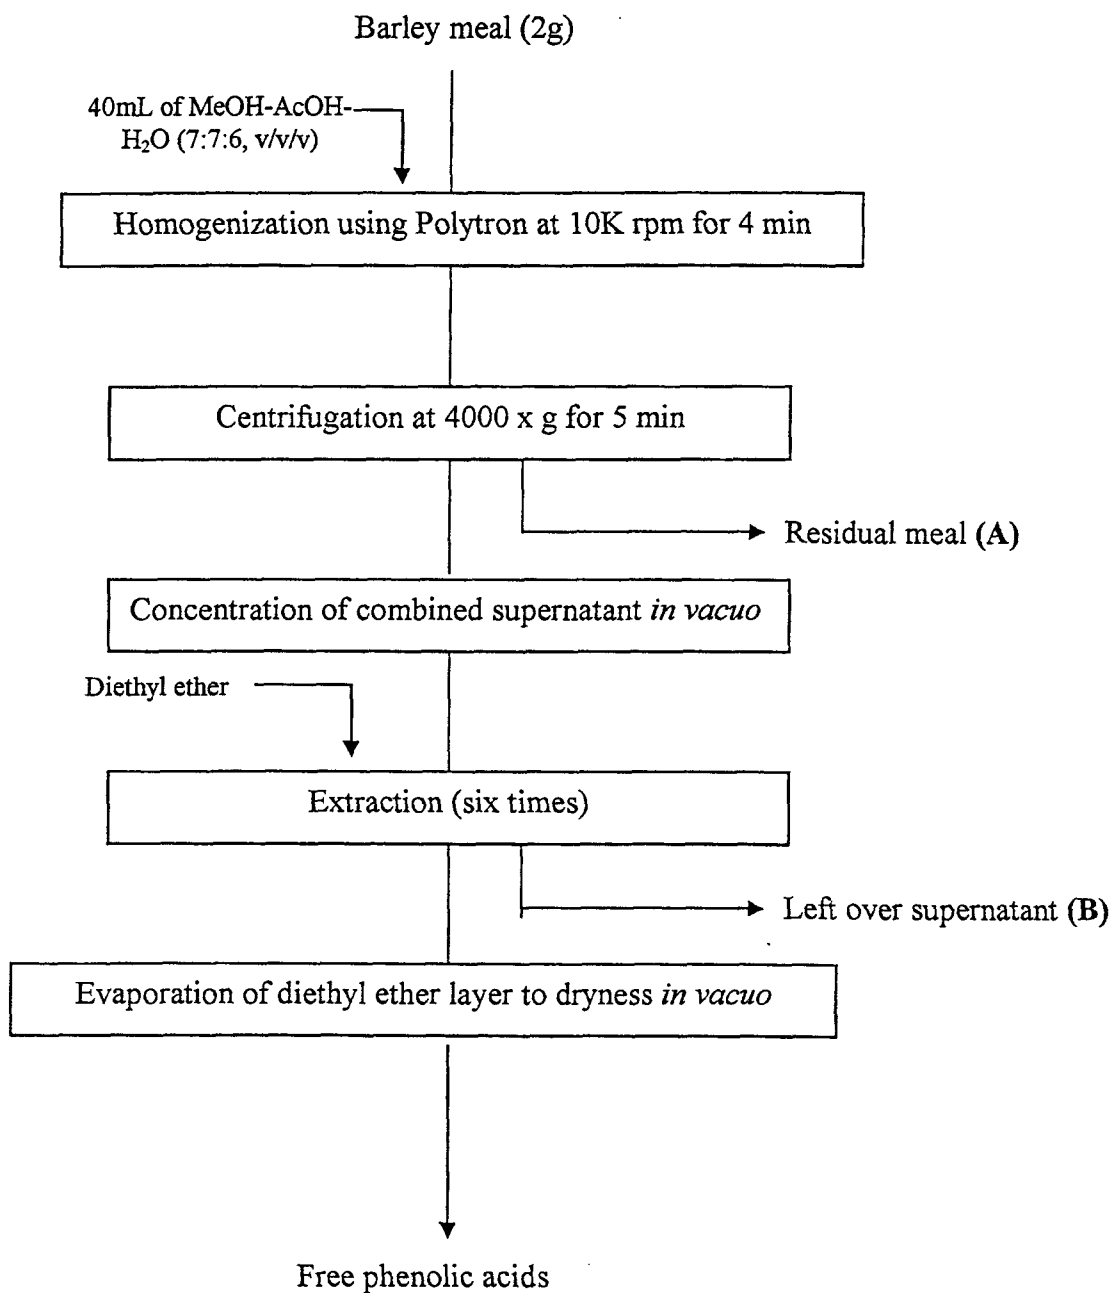 Barley meal (2g)
40mL of MeOH-AcOH-
H₂O (7:7:6, v/v/v)
Homogenization using Polytron at 10K rpm for 4 min
Centrifugation at 4000 x g for 5 min
Residual meal (A)
Concentration of combined supernatant in vacuo
Diethyl ether
Extraction (six times)
Left over supernatant (B)
Evaporation of diethyl ether layer to dryness in vacuo
Free phenolic acids